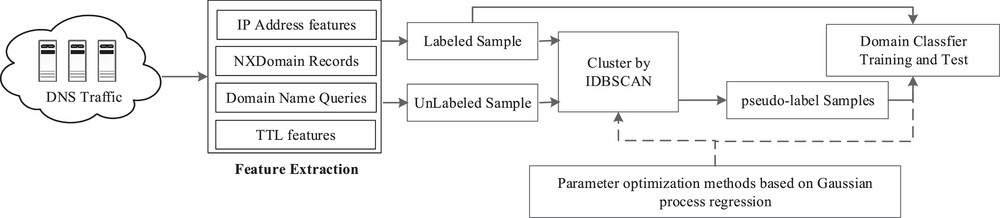 DNS Traffic
IP Address features
NXDomain Records
Domain Name Queries
TTL features
Feature Extraction
Labeled Sample
UnLabeled Sample
Cluster by
IDBSCAN
pseudo-label Samples
Domain Classfier
Training and Test
Parameter optimization methods based on Gaussian
process regression